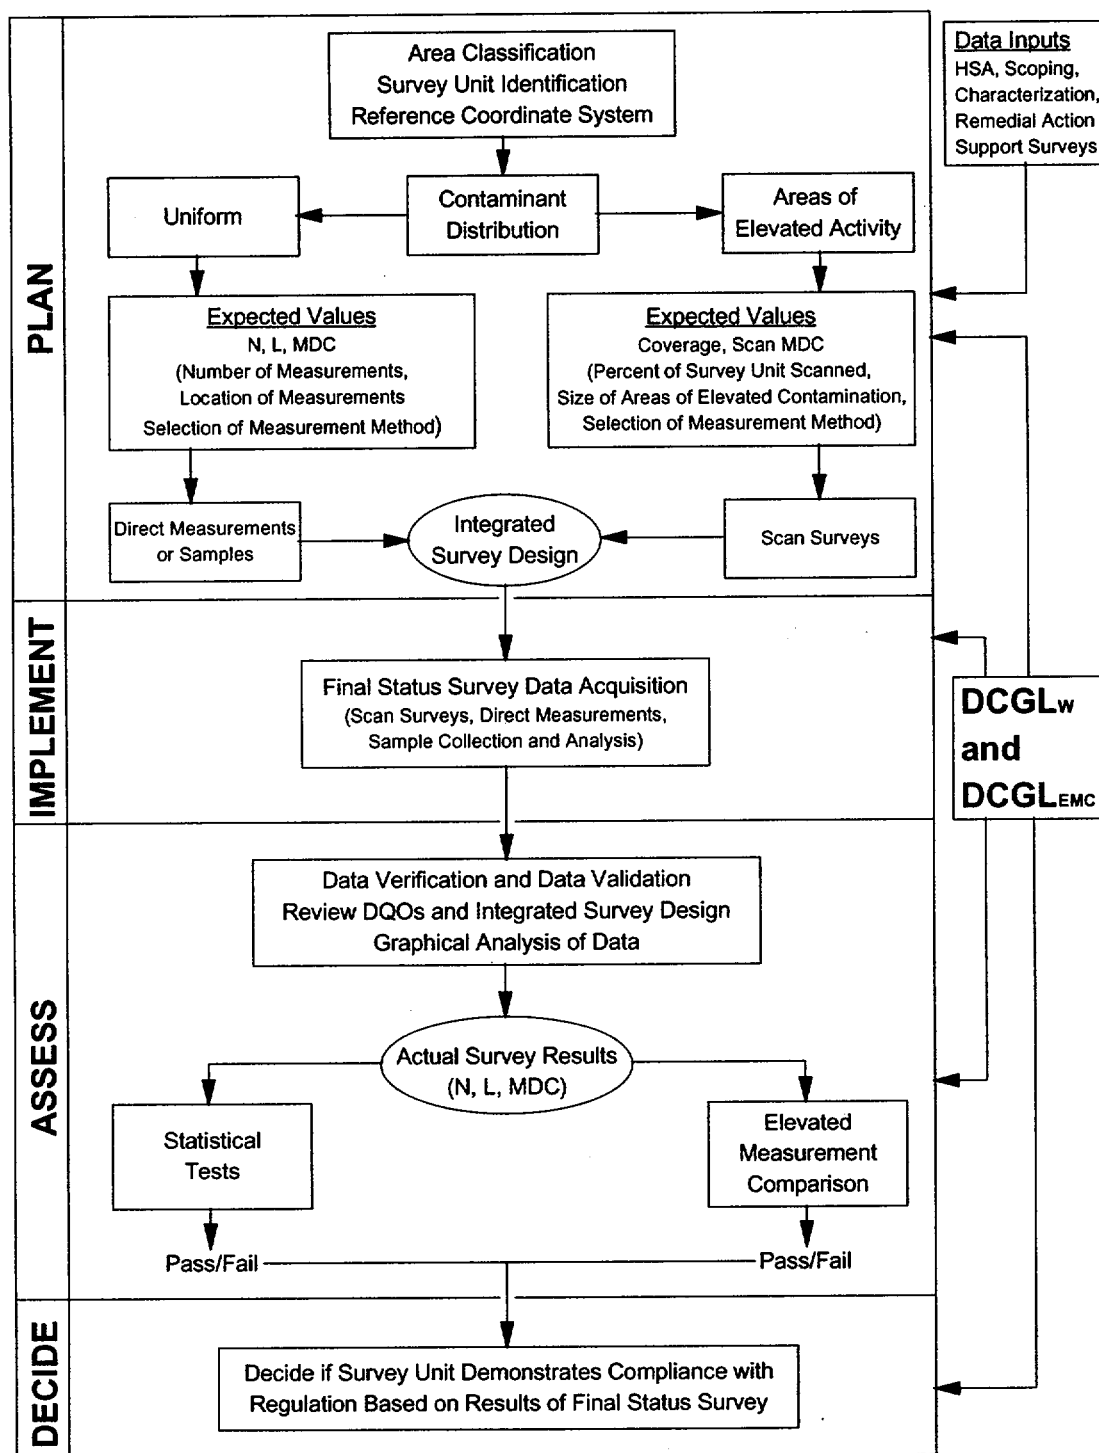 Area Classification
Survey Unit Identification
Reference Coordinate System
Data Inputs
HSA, Scoping,
Characterization,
Remedial Action
Support Surveys
PLAN
Uniform
Contaminant
Distribution
Areas of
Elevated Activity
Expected Values
N, L, MDC
(Number of Measurements,
Location of Measurements
Selection of Measurement Method)
Expected Values
Coverage, Scan MDC
(Percent of Survey Unit Scanned,
Size of Areas of Elevated Contamination,
Selection of Measurement Method)
Direct Measurements
or Samples
Integrated
Survey Design
Scan Surveys
IMPLEMENT
Final Status Survey Data Acquisition
(Scan Surveys, Direct Measurements,
Sample Collection and Analysis)
DCGLW
and
DCGLEMC
ASSESS
Data Verification and Data Validation
Review DQOs and Integrated Survey Design
Graphical Analysis of Data
Actual Survey Results
(N, L, MDC)
Statistical
Tests
Elevated
Measurement
Comparison
Pass/Fail
Pass/Fail
DECIDE
Decide if Survey Unit Demonstrates Compliance with
Regulation Based on Results of Final Status Survey